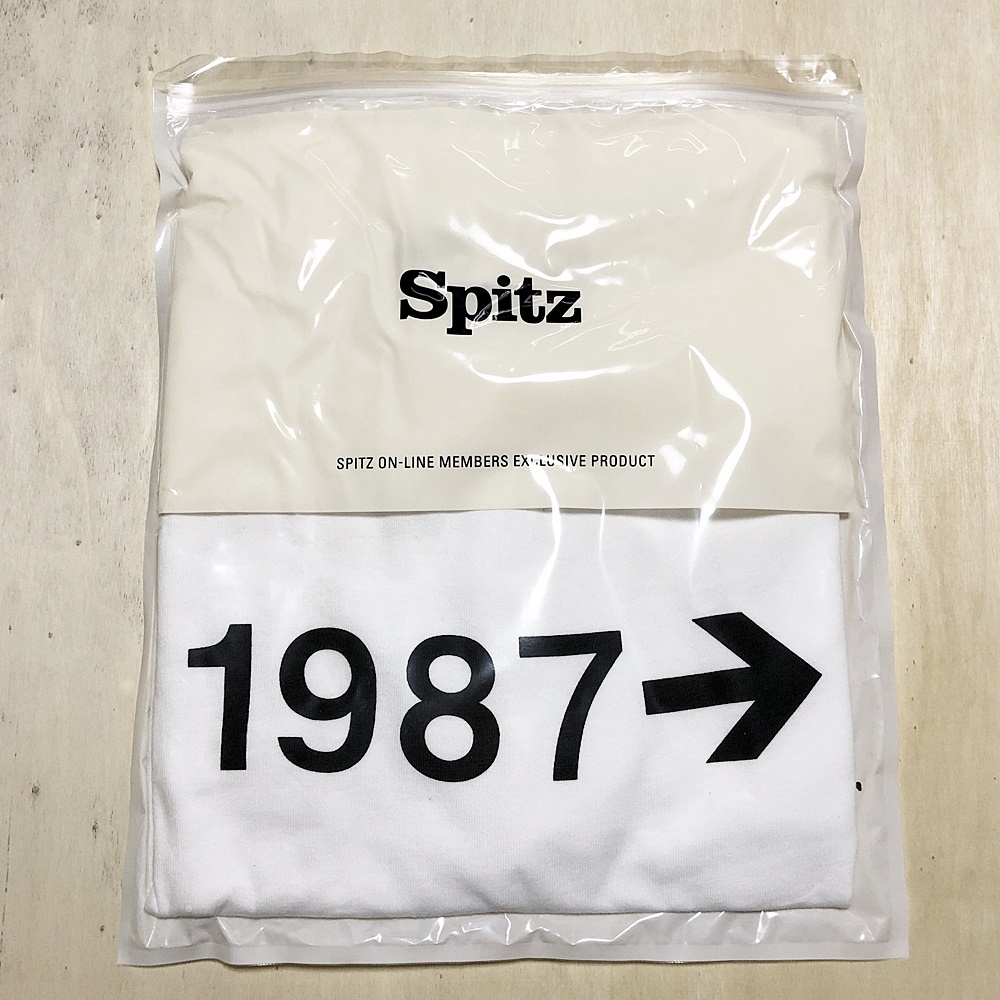 Spitz
SPITZ ON-LINE MEMBERS EXCLUSIVE PRODUCT
1987→